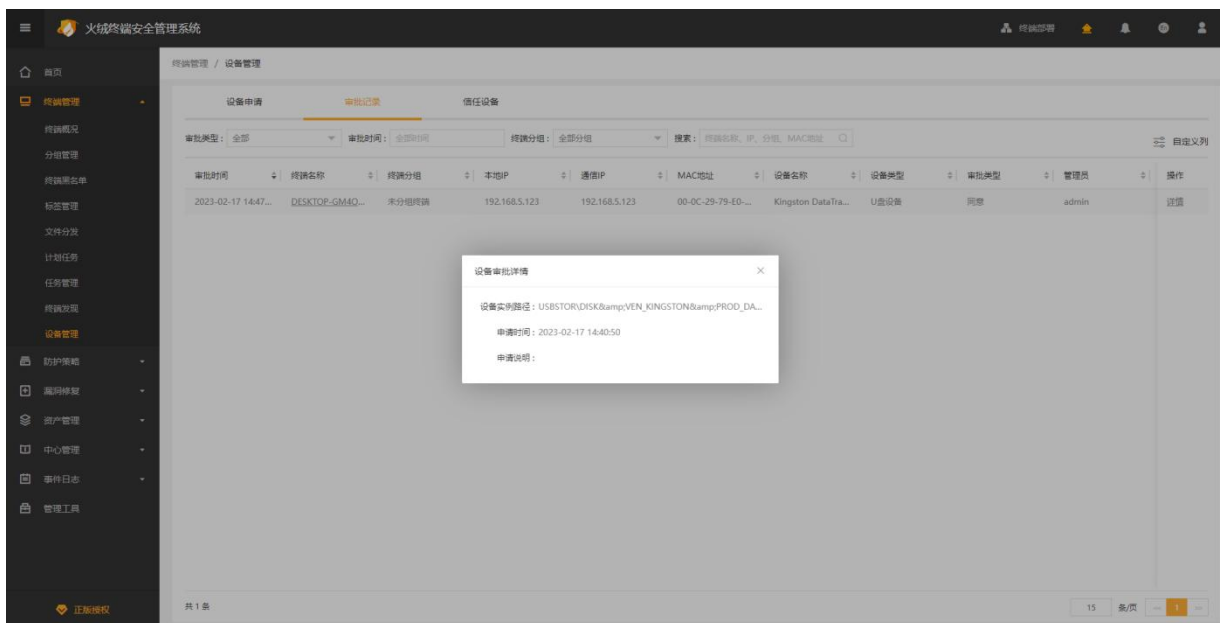 火绒终端安全管理系统
终端部署
首页
终端管理
终端概况
分组管理
终端黑名单
标签管理
文件分发
计划任务
任务管理
终端发现
设备管理
防护策略
漏洞修复
资产管理
中心管理
事件日志
管理工具
正版授权
终端管理 / 设备管理
设备申请 审批记录 信任设备
审批类型： 全部 审批时间： 全部时间 终端分组： 全部分组 搜索： 终端名称、IP、分组、MAC地址 自定义列
审批时间 终端名称 终端分组 本地IP 通信IP MAC地址 设备名称 设备类型 审批类型 管理员 操作
2023-02-17 14:47... DESKTOP-GM4O... 未分组终端 192.168.5.123 192.168.5.123 00-0C-29-79-E0-... Kingston DataTra... U盘设备 同意 admin 详情
设备审批详情
设备实例路径：USBSTOR\DISK&amp;VEN_KINGSTON&amp;PROD_DA...
申请时间：2023-02-17 14:40:50
申请说明：
共 1 条
15 条/页 1